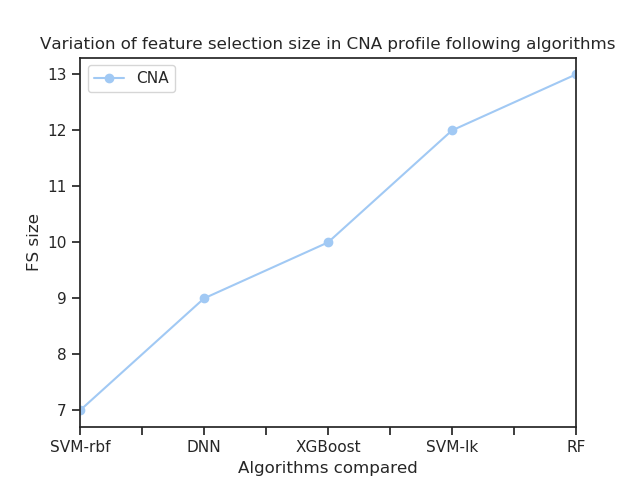 Variation of feature selection size in CNA profile following algorithms
CNA
13
12
11
10
9
8
7
FS size
SVM-rbf DNN XGBoost SVM-lk RF
Algorithms compared